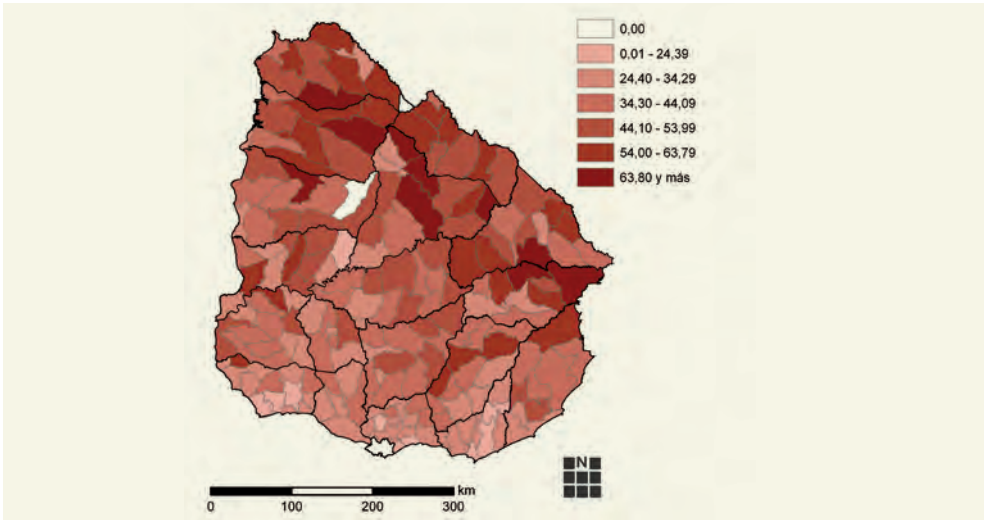 0,00
0,01 - 24,39
24,40 - 34,29
34,30 - 44,09
44,10 - 53,99
54,00 - 63,79
63,80 y más
N
km
0 100 200 300